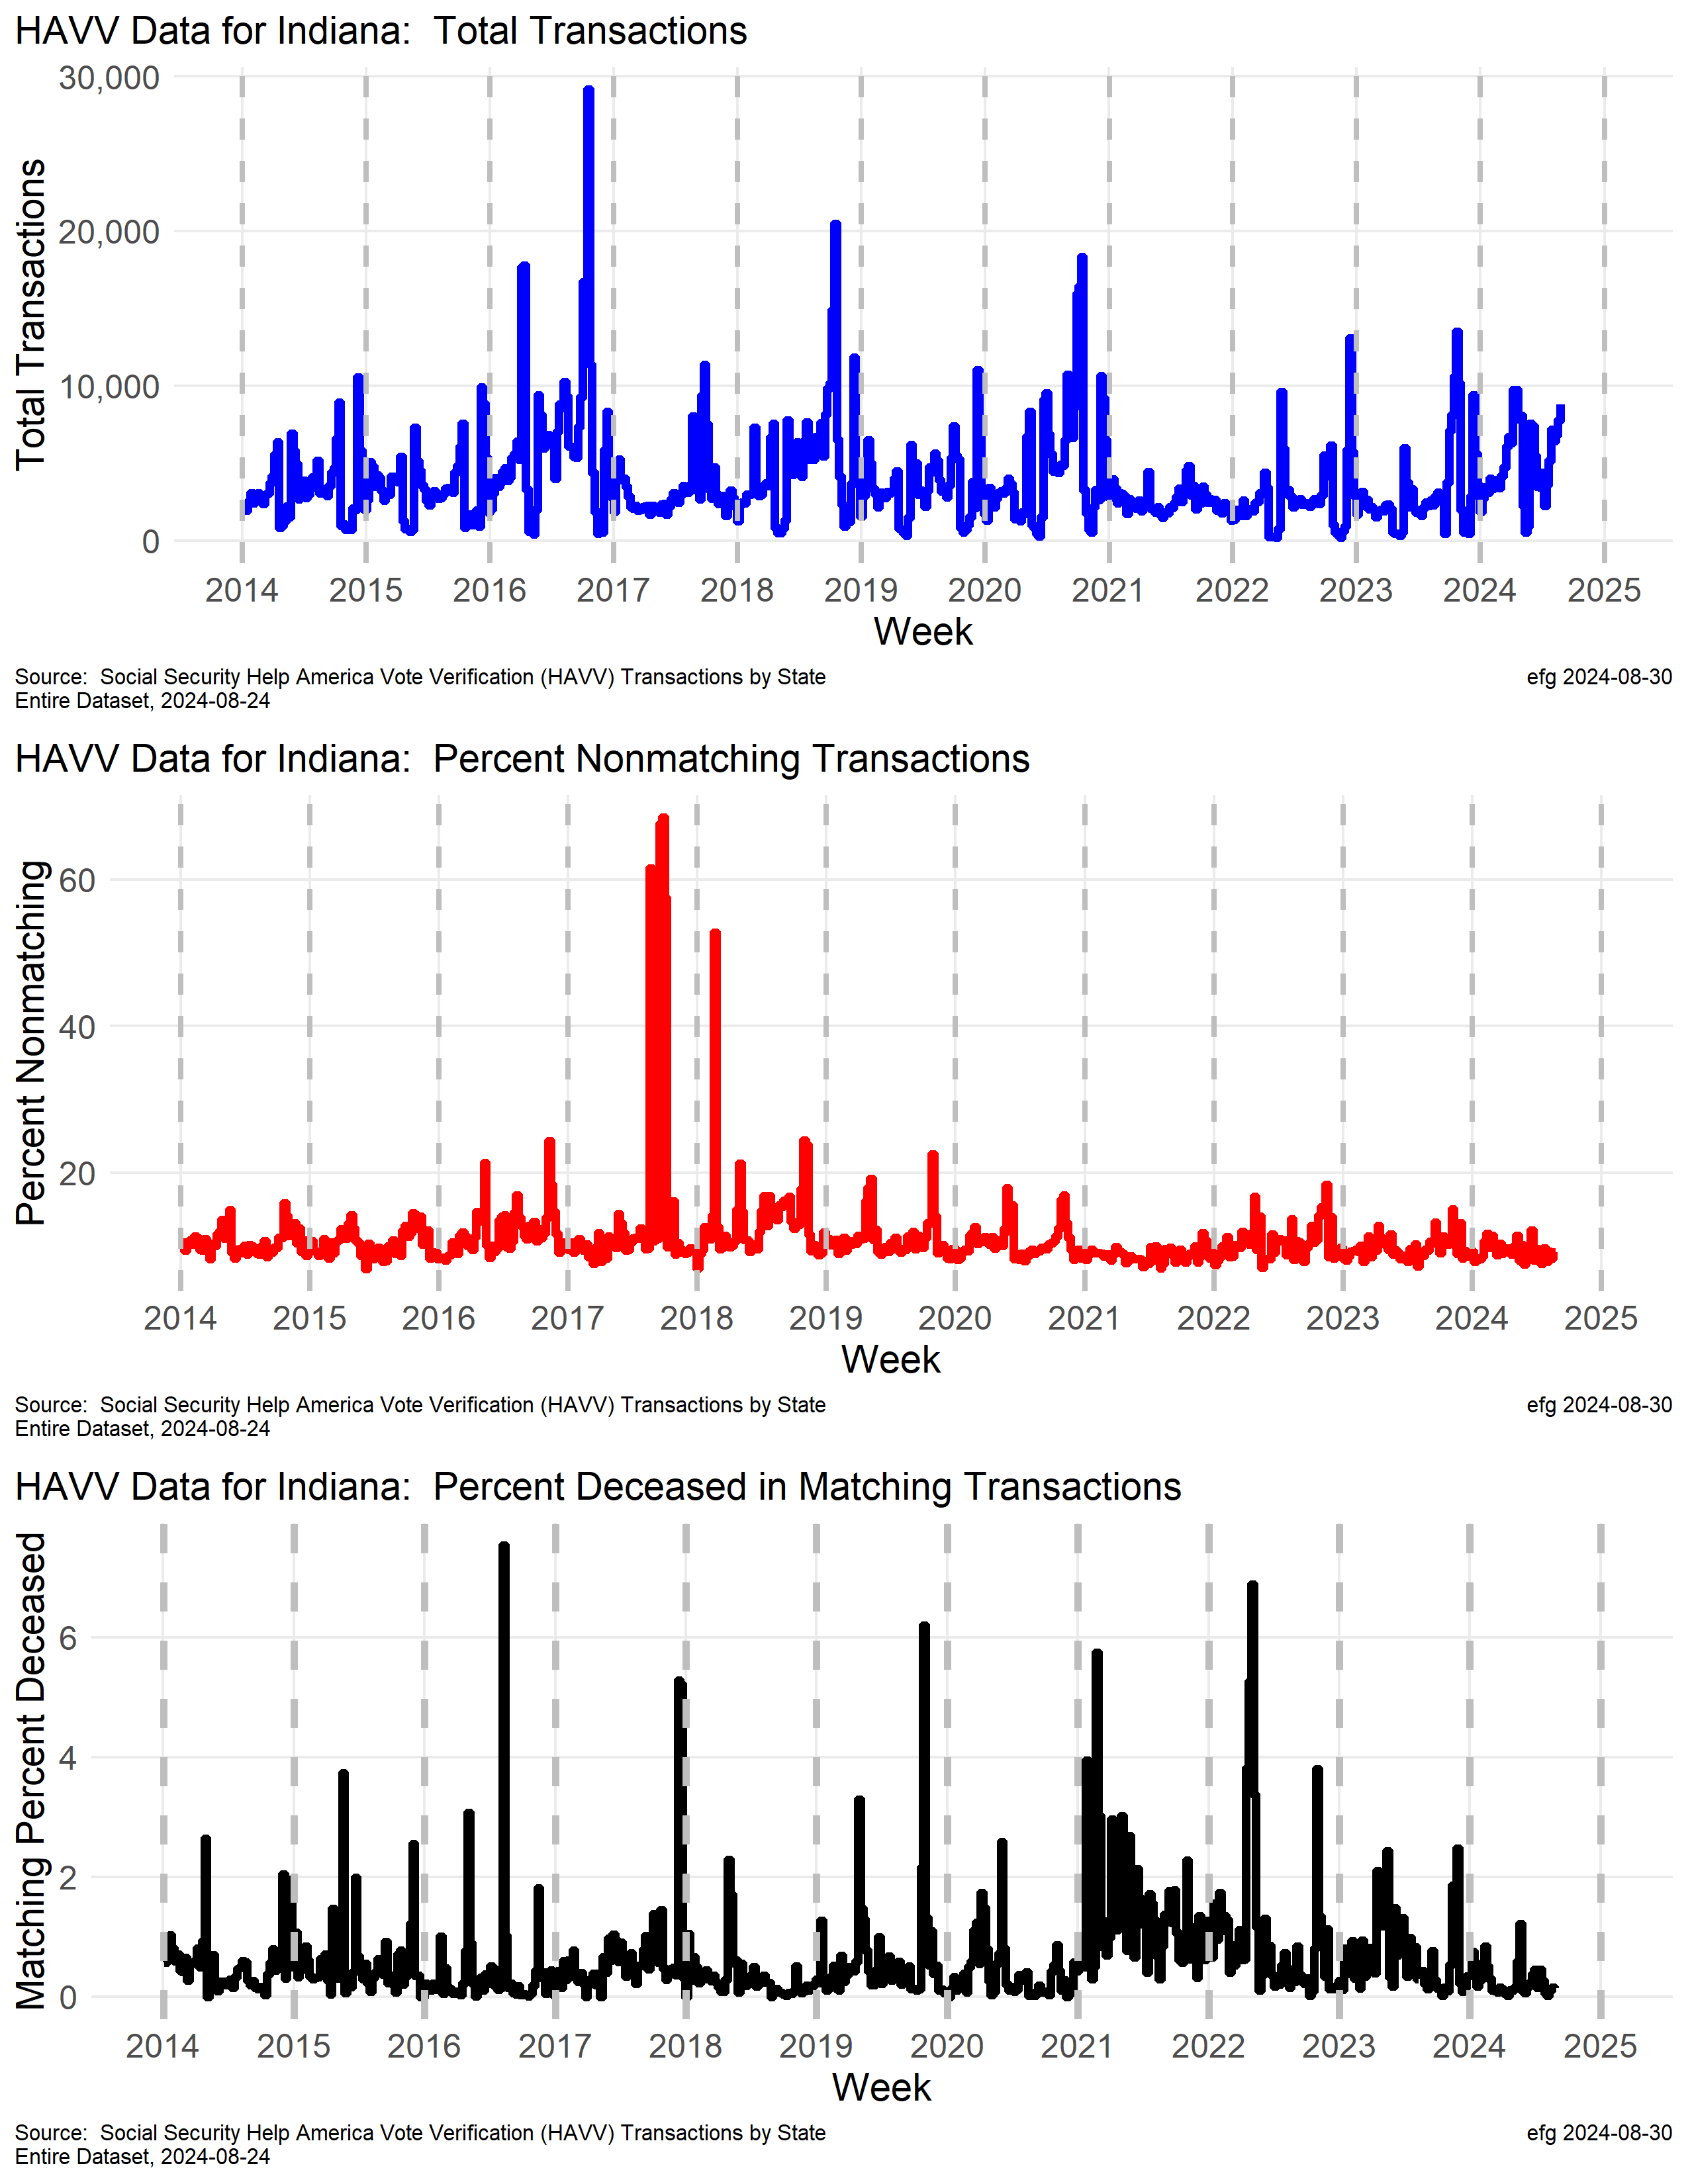 HAVV Data for Indiana:  Total Transactions
Total Transactions
30,000
20,000
10,000
0
2014 2015 2016 2017 2018 2019 2020 2021 2022 2023 2024 2025
Week
Source:  Social Security Help America Vote Verification (HAVV) Transactions by State
Entire Dataset, 2024-08-24
efg 2024-08-30
HAVV Data for Indiana:  Percent Nonmatching Transactions
Percent Nonmatching
60
40
20
2014 2015 2016 2017 2018 2019 2020 2021 2022 2023 2024 2025
Week
Source:  Social Security Help America Vote Verification (HAVV) Transactions by State
Entire Dataset, 2024-08-24
efg 2024-08-30
HAVV Data for Indiana:  Percent Deceased in Matching Transactions
Matching Percent Deceased
6
4
2
0
2014 2015 2016 2017 2018 2019 2020 2021 2022 2023 2024 2025
Week
Source:  Social Security Help America Vote Verification (HAVV) Transactions by State
Entire Dataset, 2024-08-24
efg 2024-08-30